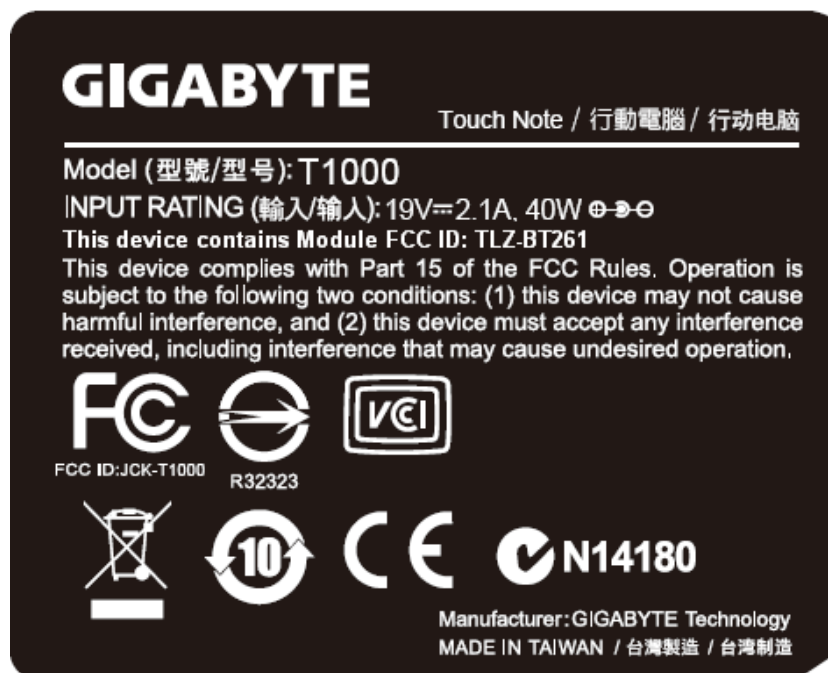 GIGABYTE
Touch Note / 行動電腦 / 行动电脑
Model (型號/型号): T1000
INPUT RATING (輸入/输入): 19V⎓2.1A, 40W
This device contains Module FCC ID: TLZ-BT261
This device complies with Part 15 of the FCC Rules. Operation is
subject to the following two conditions: (1) this device may not cause
harmful interference, and (2) this device must accept any interference
received, including interference that may cause undesired operation.
FC
VCI
FCC ID:JCK-T1000
R32323
10
CE
N14180
Manufacturer:GIGABYTE Technology
MADE IN TAIWAN / 台灣製造 / 台湾制造